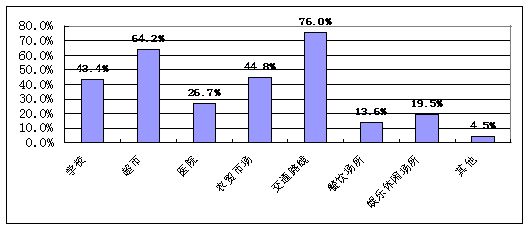 80.0%
70.0%
60.0%
50.0%
40.0%
30.0%
20.0%
10.0%
0.0%
43.4%
64.2%
26.7%
44.8%
76.0%
13.6%
19.5%
4.5%
学校
超市
医院
农贸市场
交通路线
餐饮场所
娱乐休闲场所
其他